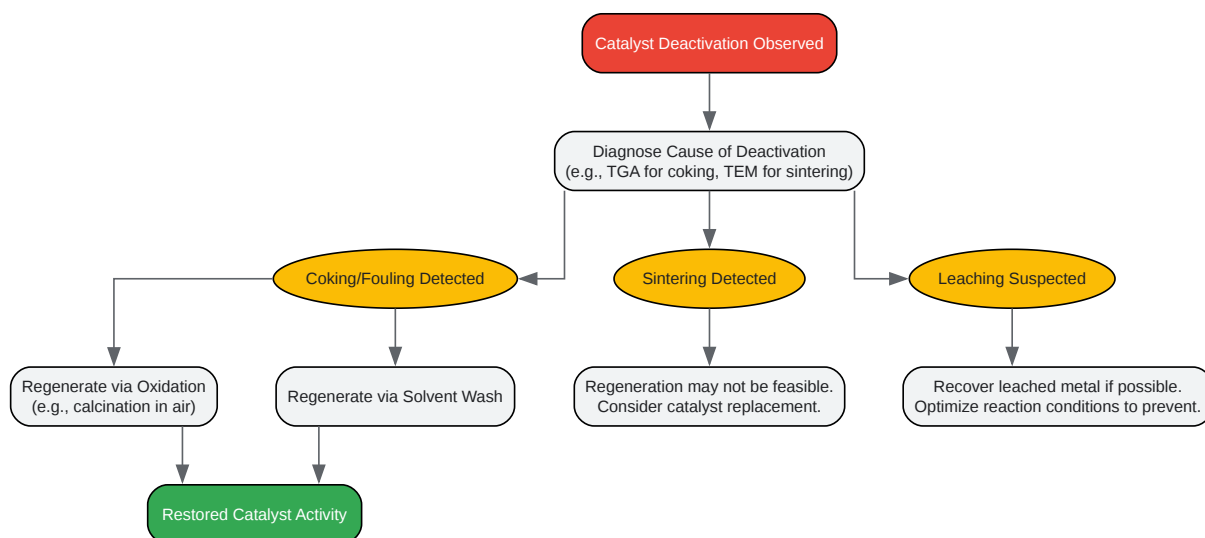 Catalyst Deactivation Observed
Diagnose Cause of Deactivation
(e.g., TGA for coking, TEM for sintering)
Coking/Fouling Detected
Sintering Detected
Leaching Suspected
Regenerate via Oxidation
(e.g., calcination in air)
Regenerate via Solvent Wash
Regeneration may not be feasible.
Consider catalyst replacement.
Recover leached metal if possible.
Optimize reaction conditions to prevent.
Restored Catalyst Activity